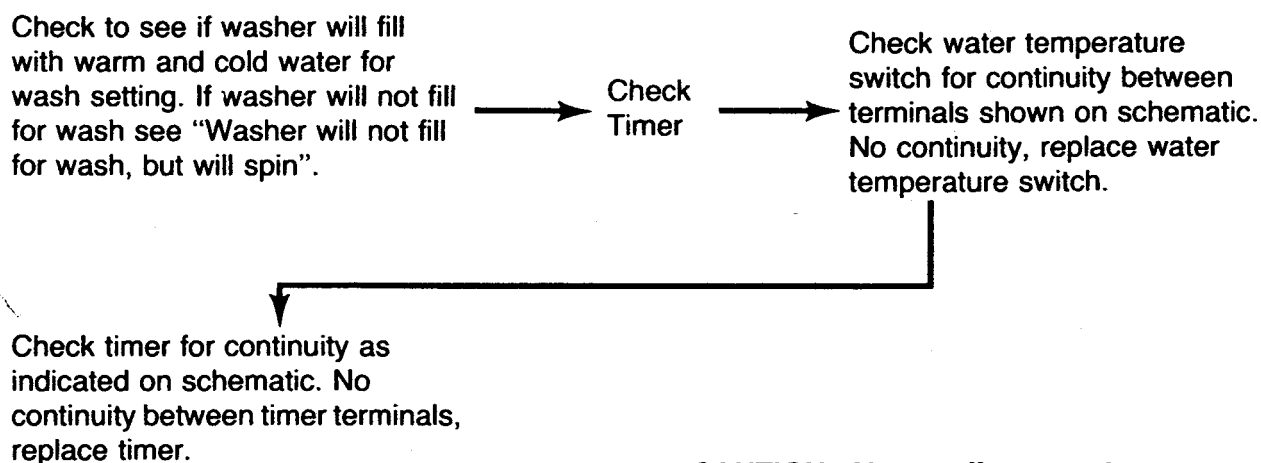 Check to see if washer will fill
with warm and cold water for
wash setting. If washer will not fill
for wash see “Washer will not fill
for wash, but will spin”.
Check
Timer
Check water temperature
switch for continuity between
terminals shown on schematic.
No continuity, replace water
temperature switch.
Check timer for continuity as
indicated on schematic. No
continuity between timer terminals,
replace timer.